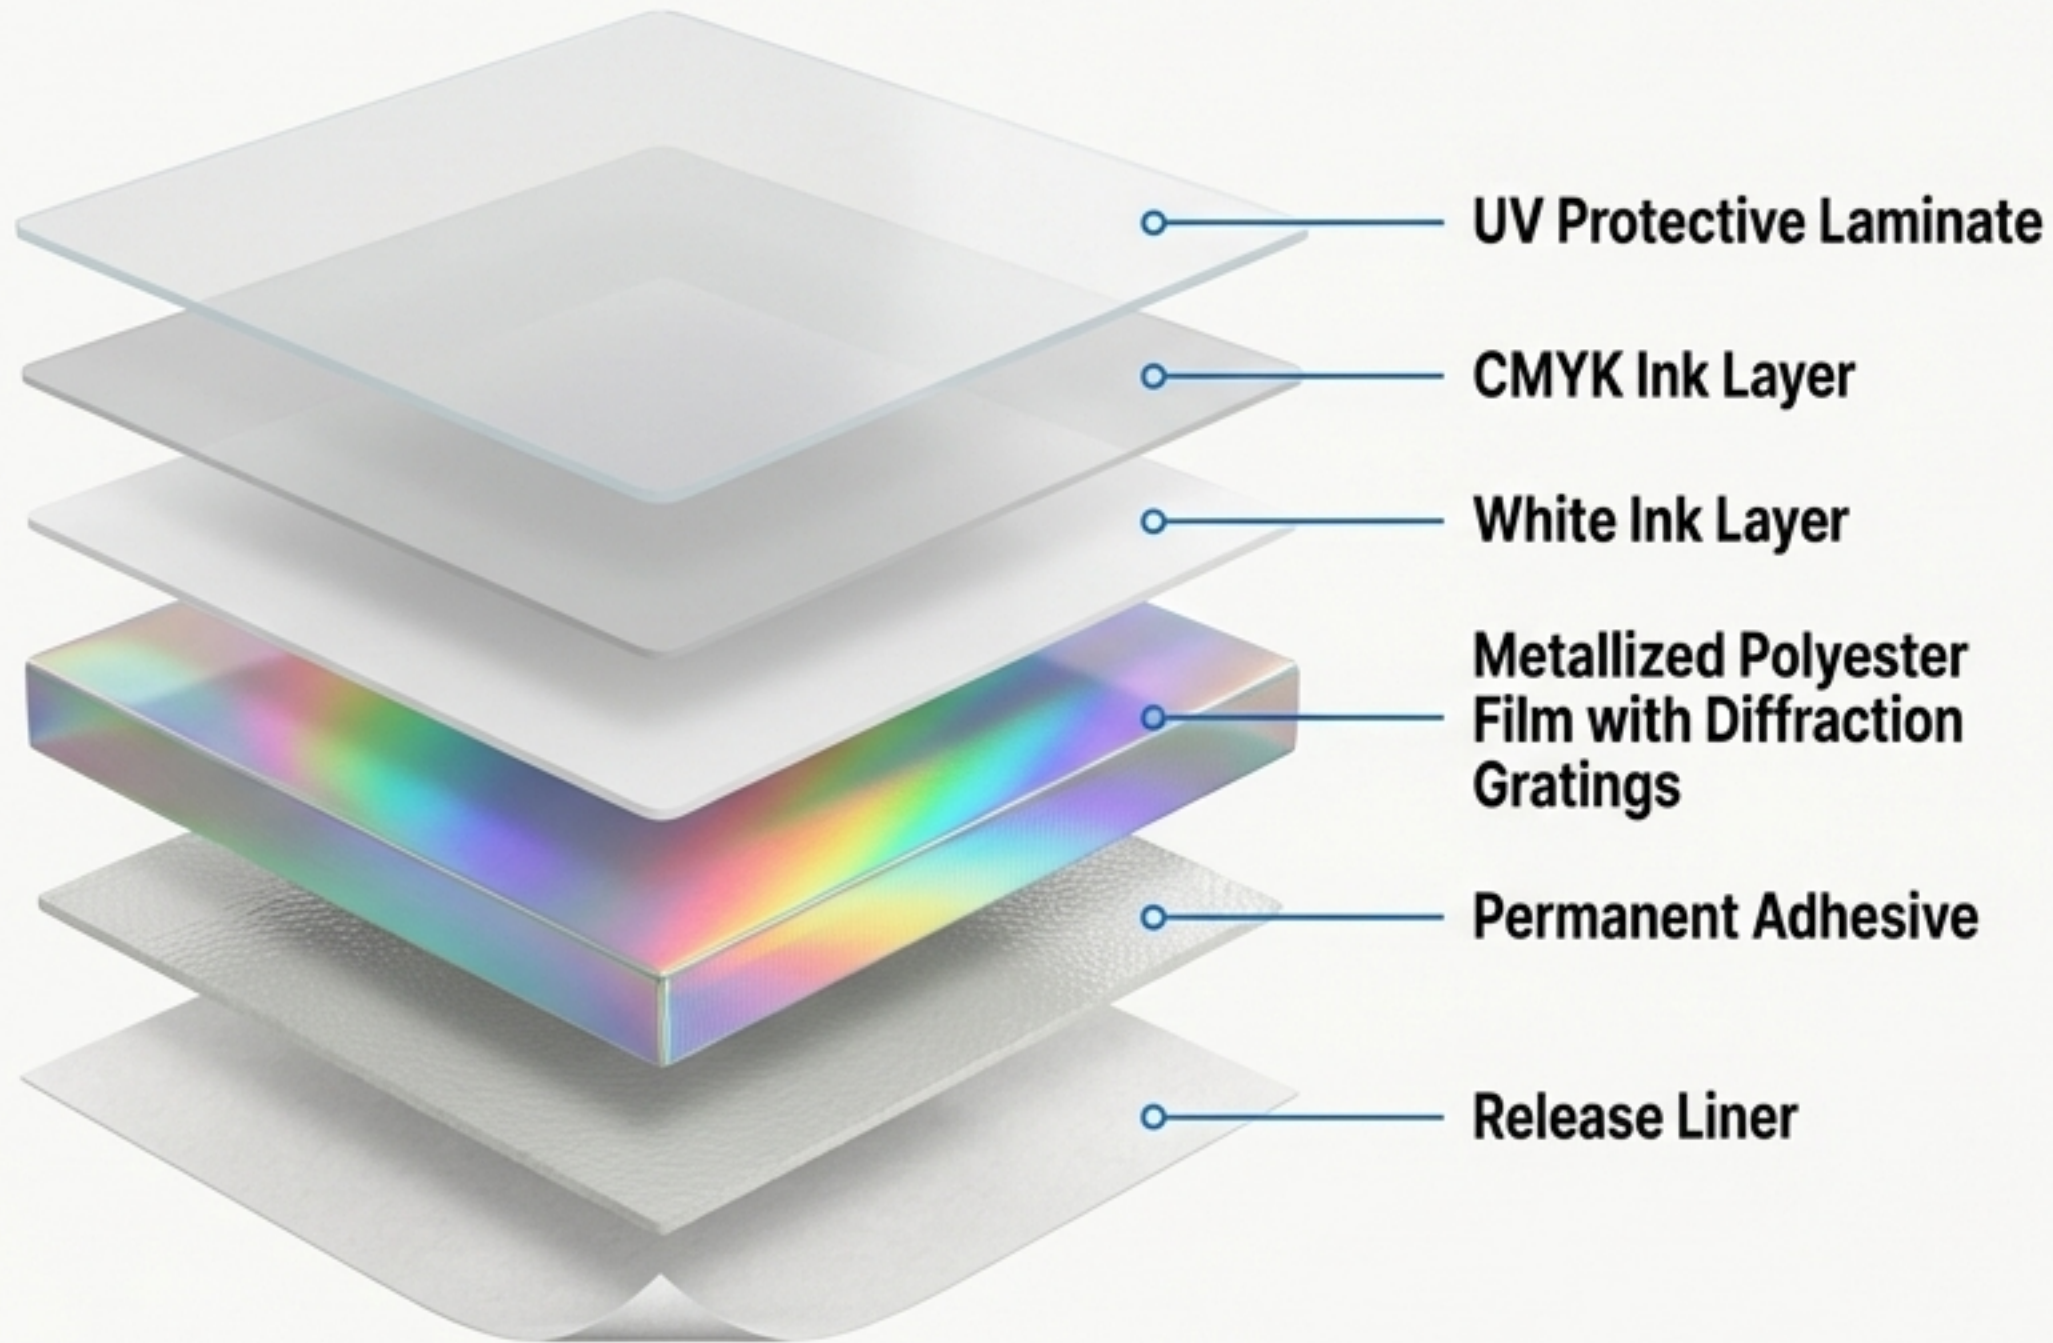 UV Protective Laminate
CMYK Ink Layer
White Ink Layer
Metallized Polyester
Film with Diffraction
Gratings
Permanent Adhesive
Release Liner